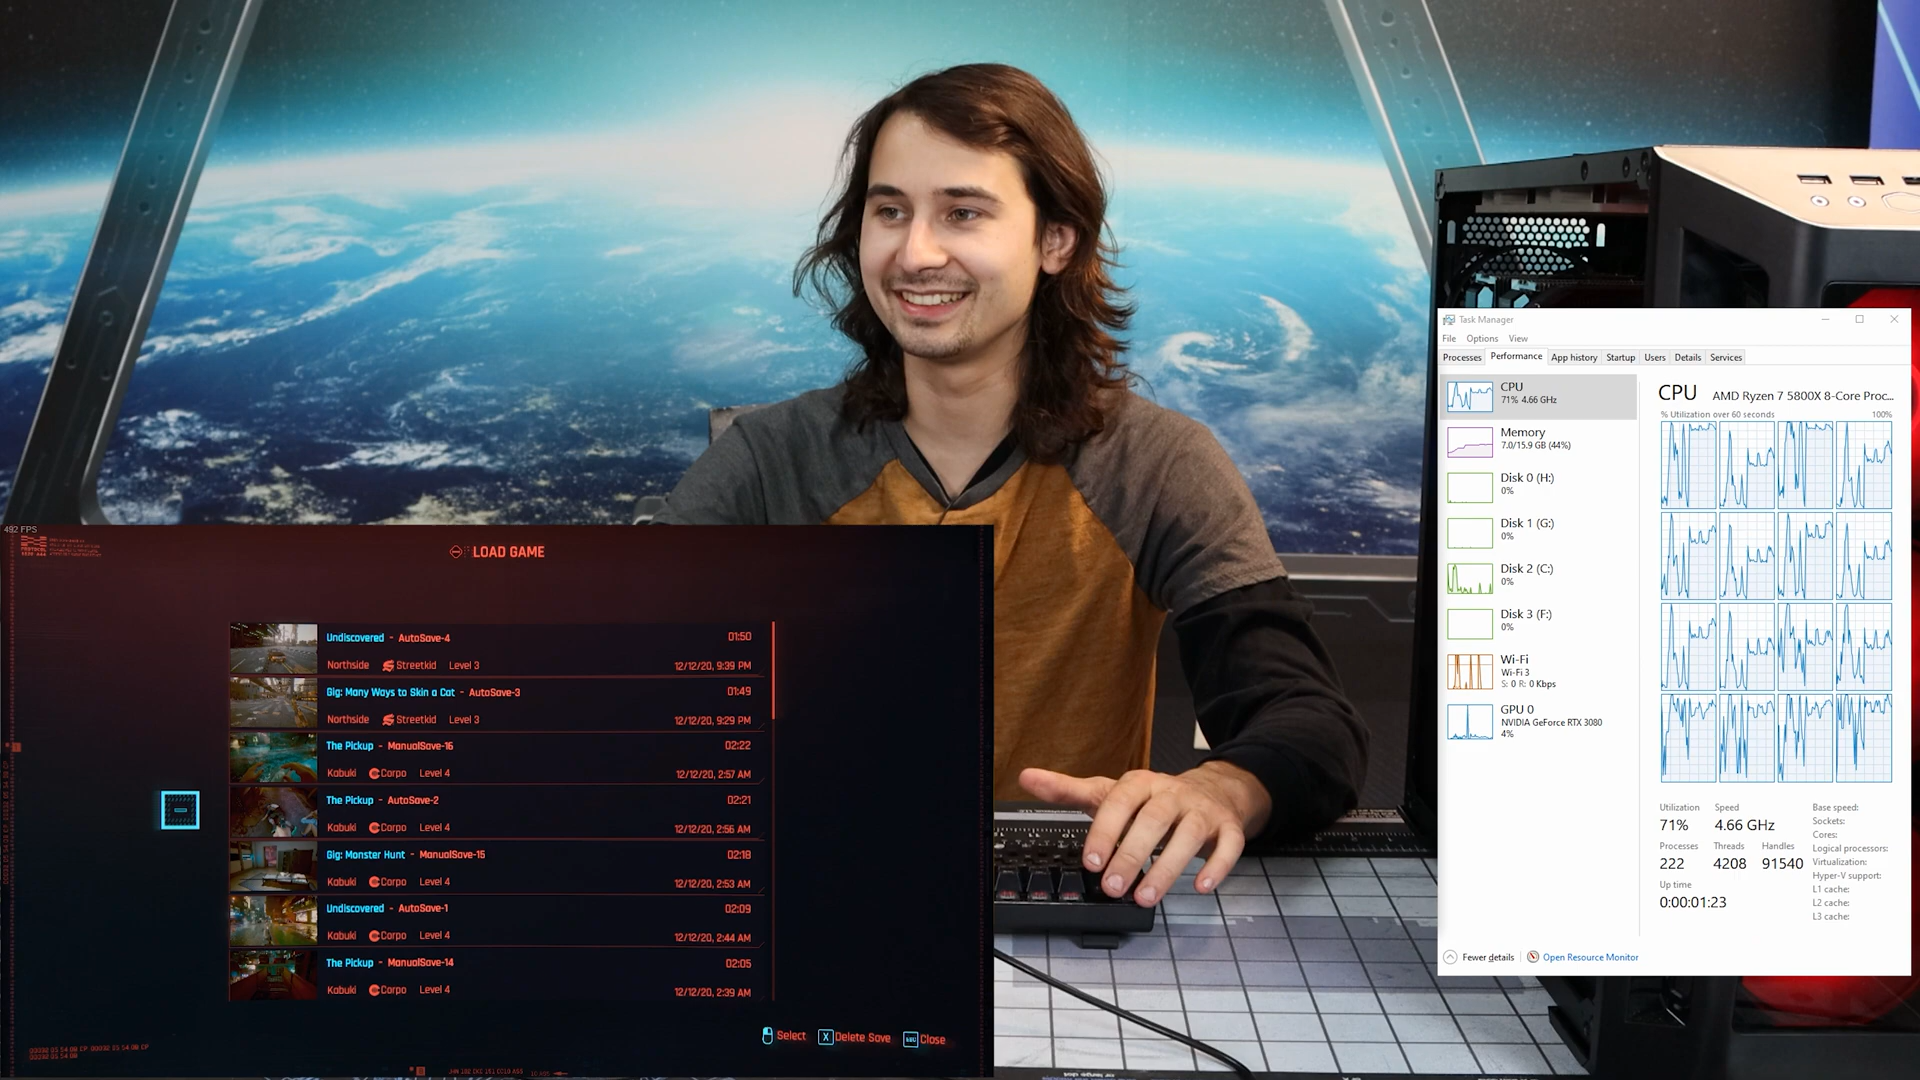 492 FPS
LOAD GAME
Undiscovered - AutoSave-4 01:50
Northside Streetkid Level 3 12/12/20, 9:39 PM
Gig: Many Ways to Skin a Cat - AutoSave-3 01:49
Northside Streetkid Level 3 12/12/20, 9:29 PM
The Pickup - ManualSave-16 02:22
Kabuki Corpo Level 4 12/12/20, 2:57 AM
The Pickup - AutoSave-2 02:21
Kabuki Corpo Level 4 12/12/20, 2:56 AM
Gig: Monster Hunt - ManualSave-15 02:18
Kabuki Corpo Level 4 12/12/20, 2:53 AM
Undiscovered - AutoSave-1 02:09
Kabuki Corpo Level 4 12/12/20, 2:44 AM
The Pickup - ManualSave-14 02:05
Kabuki Corpo Level 4 12/12/20, 2:39 AM
Select X Delete Save Close
Task Manager
File Options View
Processes Performance App history Startup Users Details Services
CPU
71% 4.66 GHz
Memory
7.0/15.9 GB (44%)
Disk 0 (H:)
0%
Disk 1 (G:)
0%
Disk 2 (C:)
0%
Disk 3 (F:)
0%
Wi-Fi
Wi-Fi 3
S: 0 R: 0 Kbps
GPU 0
NVIDIA GeForce RTX 3080
4%
CPU AMD Ryzen 7 5800X 8-Core Proc...
% Utilization over 60 seconds 100%
Utilization Speed
71% 4.66 GHz
Processes Threads Handles
222 4208 91540
Up time
0:00:01:23
Base speed:
Sockets:
Cores:
Logical processors:
Virtualization:
Hyper-V support:
L1 cache:
L2 cache:
L3 cache:
Fewer details Open Resource Monitor